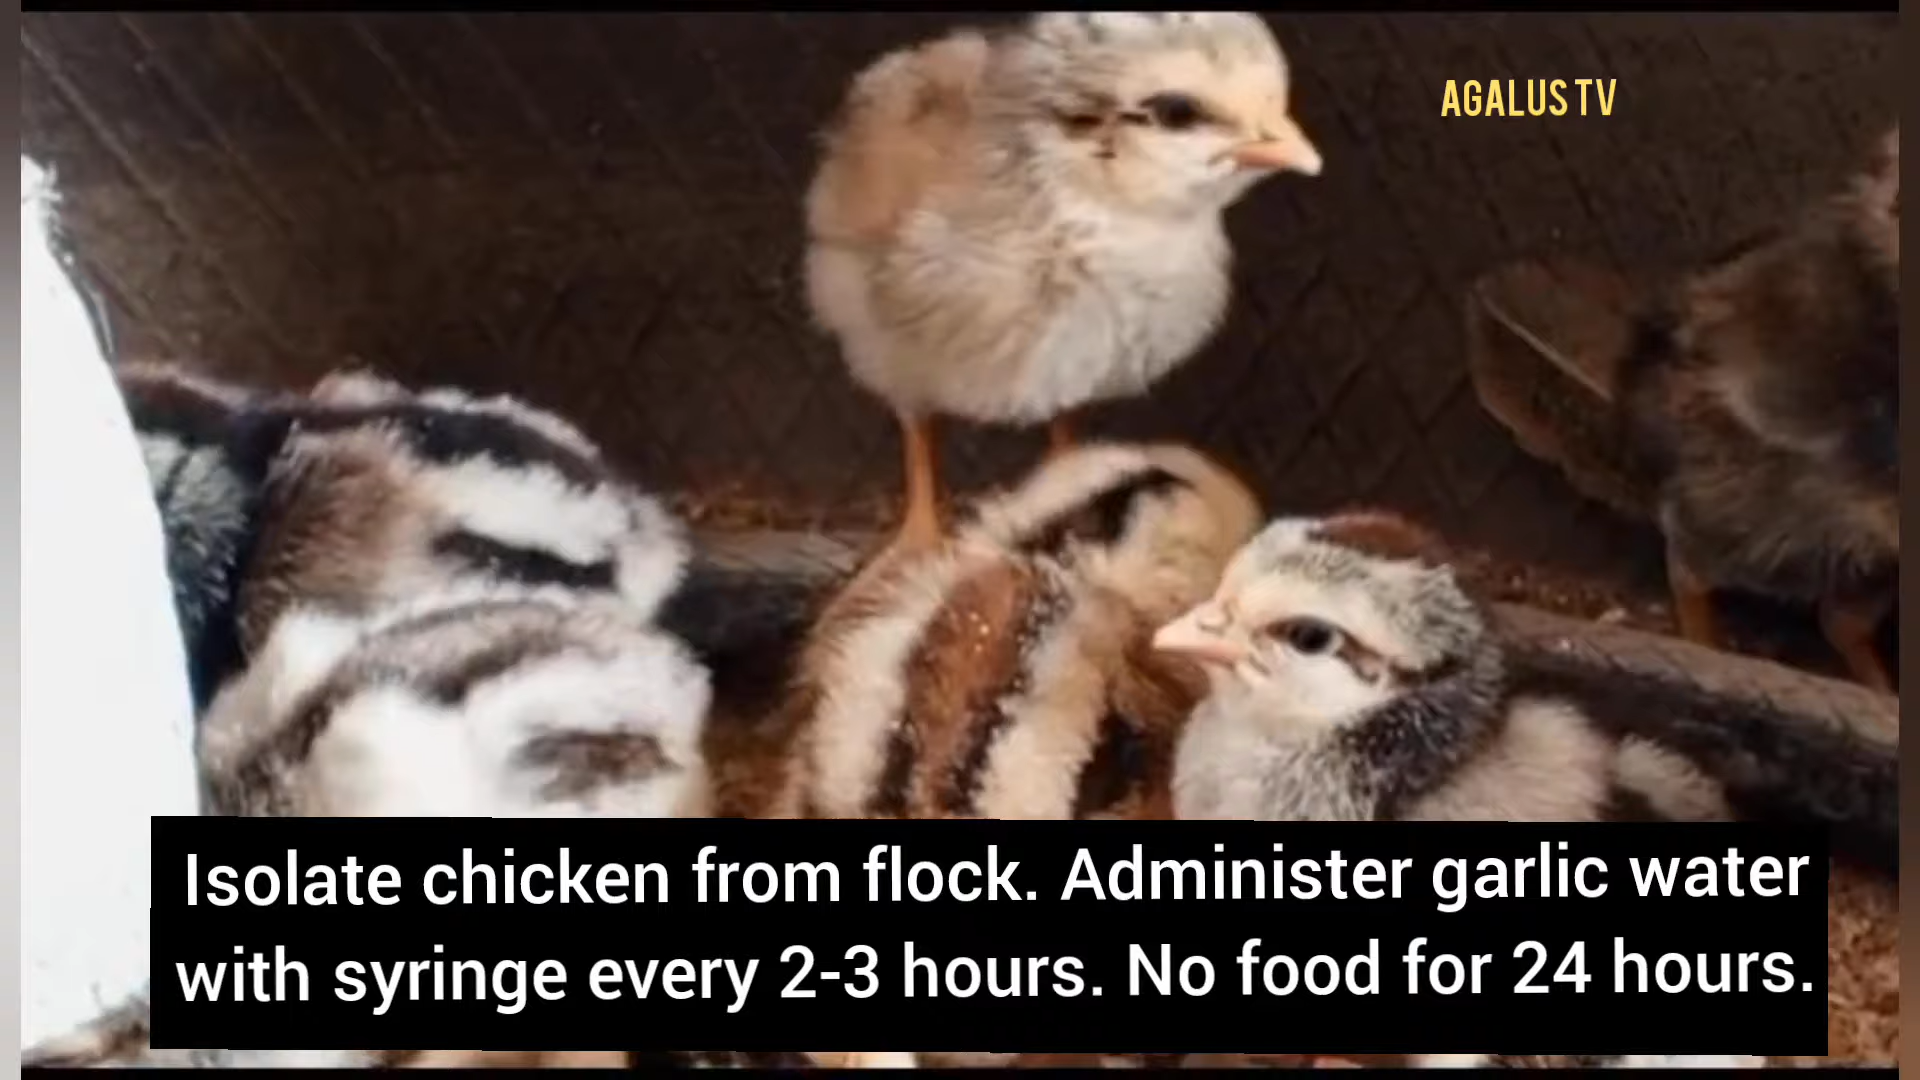 AGALUS TV
Isolate chicken from flock. Administer garlic water
with syringe every 2-3 hours. No food for 24 hours.